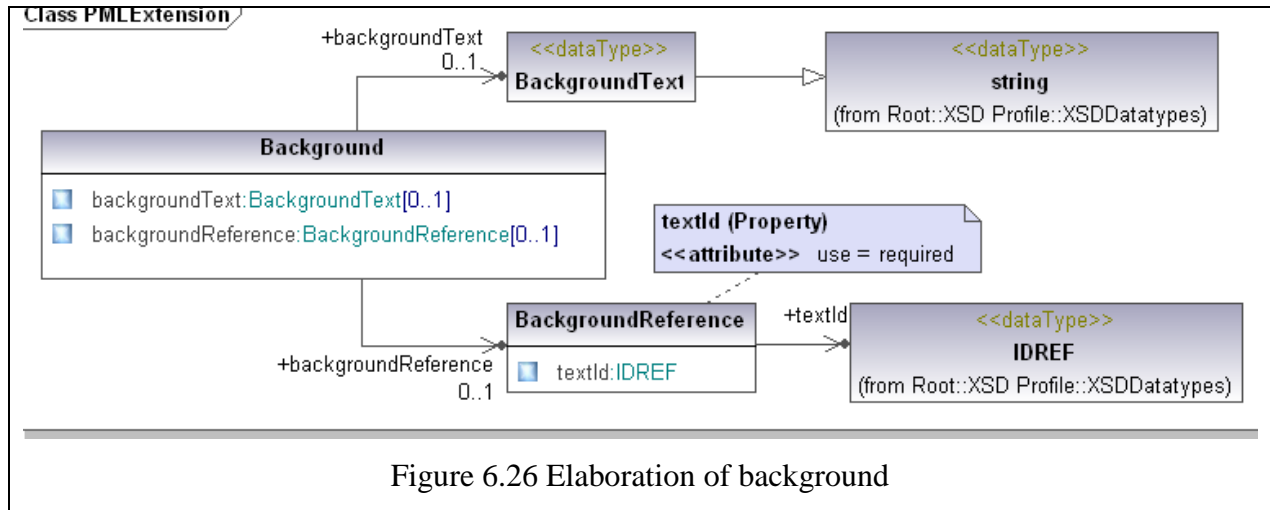 Class PMLExtension
+backgroundText
0..1
<<dataType>>
BackgroundText
<<dataType>>
string
(from Root::XSD Profile::XSDDatatypes)
Background
backgroundText:BackgroundText[0..1]
backgroundReference:BackgroundReference[0..1]
textId (Property)
<<attribute>> use = required
+backgroundReference
0..1
BackgroundReference
textId:IDREF
+textId
<<dataType>>
IDREF
(from Root::XSD Profile::XSDDatatypes)
Figure 6.26 Elaboration of background